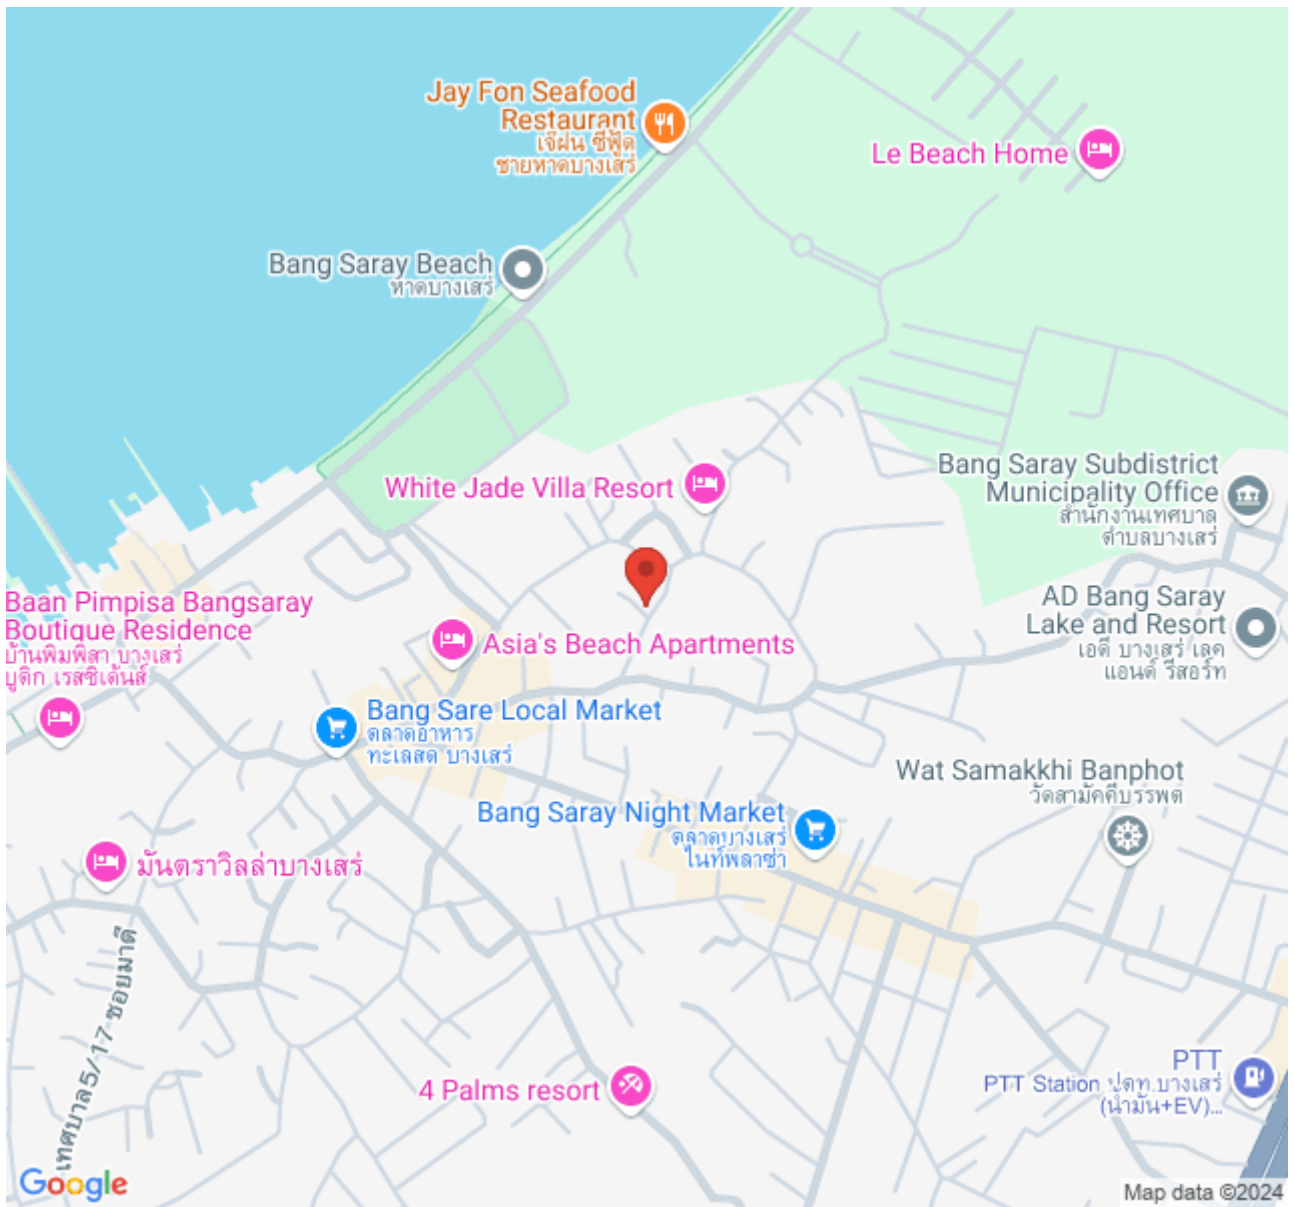 Jay Fon Seafood
Restaurant
เจ๊ฝน ซีฟู้ด
ชายหาดบางเสร่
Le Beach Home
Bang Saray Beach
หาดบางเสร่
White Jade Villa Resort
Bang Saray Subdistrict
Municipality Office
สำนักงานเทศบาล
ตำบลบางเสร่
Baan Pimpisa Bangsaray
Boutique Residence
บ้านพิมพิสา บางเสร่
บูติก เรสซิเด้นส์
Asia's Beach Apartments
AD Bang Saray
Lake and Resort
เอดี บางเสร่ เลค
แอนด์ รีสอร์ท
Bang Sare Local Market
ตลาดอาหาร
ทะเลสด บางเสร่
Wat Samakkhi Banphot
วัดสามัคคีบรรพต
Bang Saray Night Market
ตลาดบางเสร่
ไนท์พลาซ่า
มันตราวิลล่าบางเสร่
เทศบาล5/17-ซอยมาดี
4 Palms resort
PTT
PTT Station ปตท.บางเสร่
(น้ำมัน+EV)...
Google
Map data ©2024